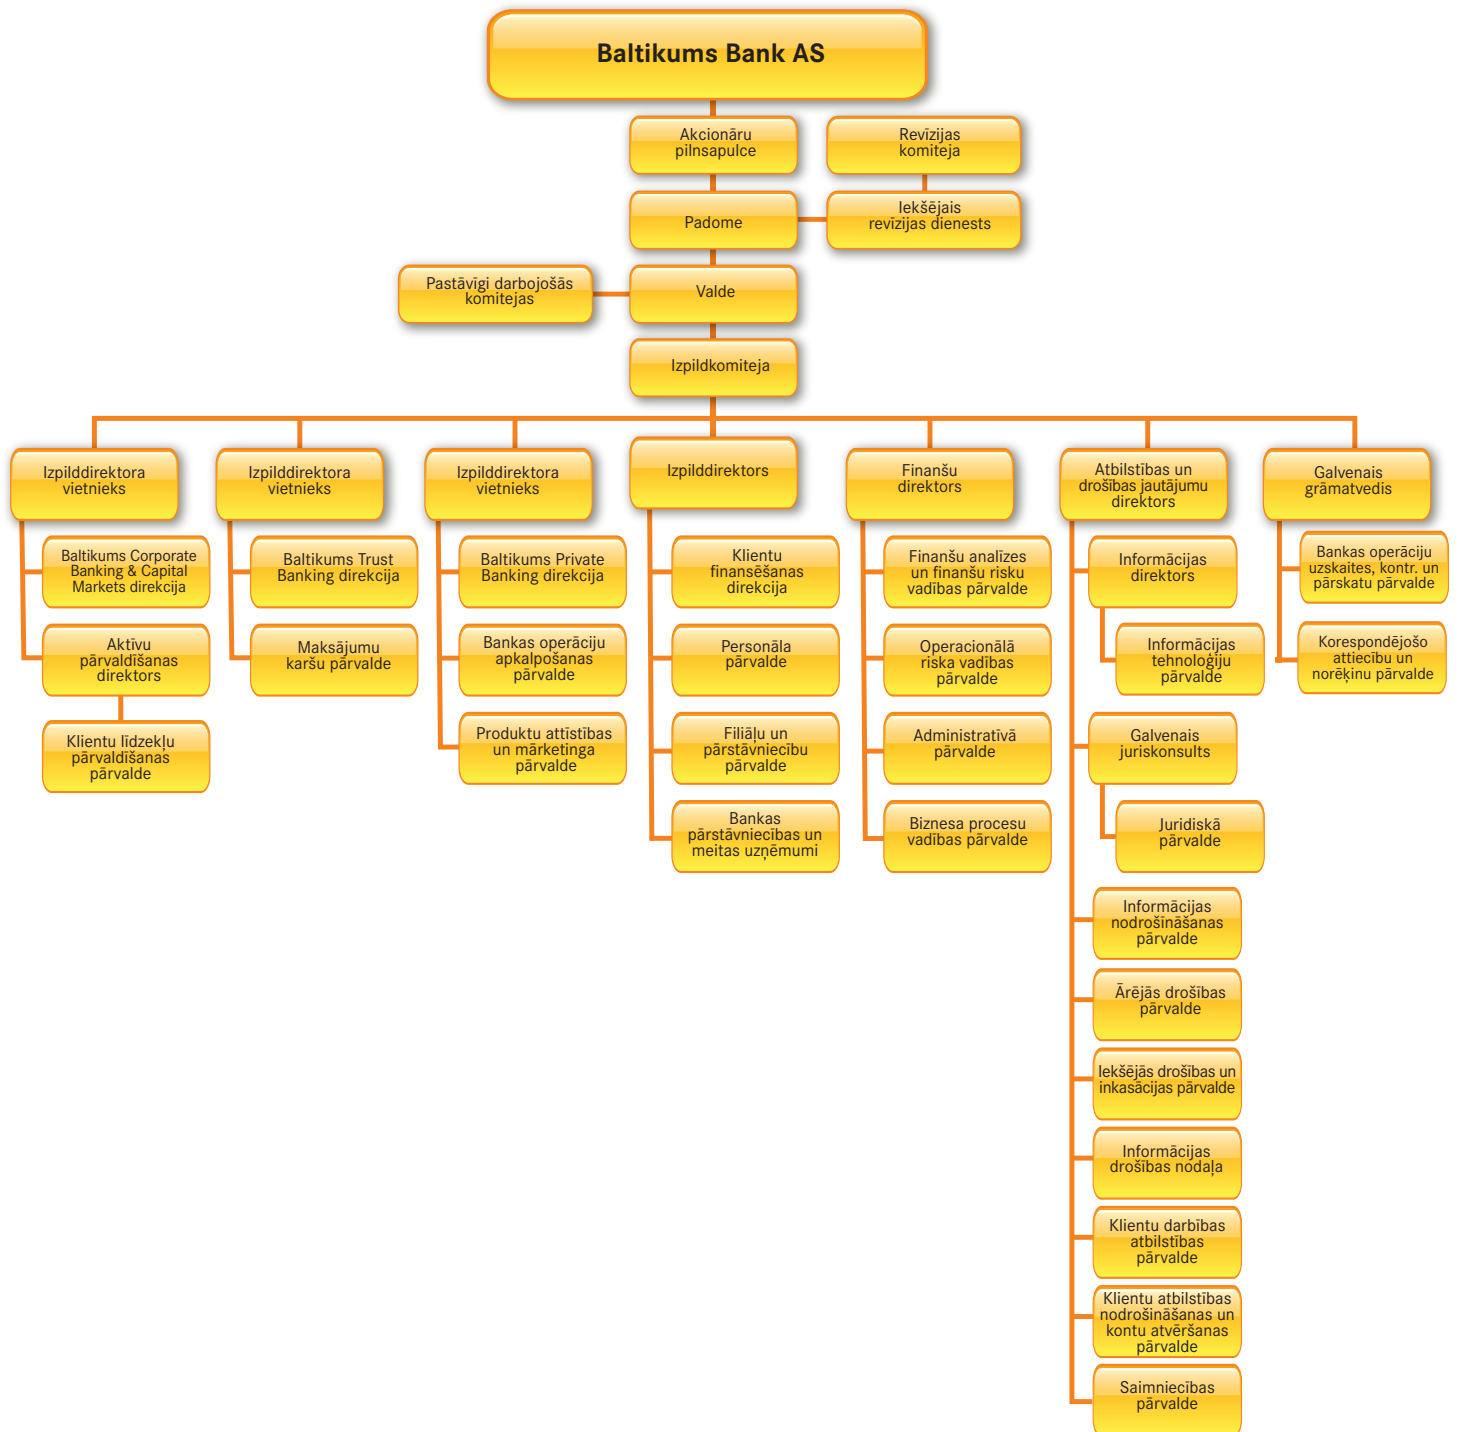 Baltikums Bank AS
Akcionāru
pilnsapulce
Revīzijas
komiteja
Padome
Iekšējais
revīzijas dienests
Pastāvīgi darbojošās
komitejas
Valde
Izpildkomiteja
Izpilddirektora
vietnieks
Izpilddirektora
vietnieks
Izpilddirektora
vietnieks
Izpilddirektors
Finanšu
direktors
Atbilstības un
drošības jautājumu
direktors
Galvenais
grāmatvedis
Baltikums Corporate
Banking & Capital
Markets direkcija
Aktīvu
pārvaldīšanas
direktors
Klientu līdzekļu
pārvaldīšanas
pārvalde
Baltikums Trust
Banking direkcija
Maksājumu
karšu pārvalde
Baltikums Private
Banking direkcija
Bankas operāciju
apkalpošanas
pārvalde
Produktu attīstības
un mārketinga
pārvalde
Klientu
finansēšanas
direkcija
Personāla
pārvalde
Filiāļu un
pārstāvniecību
pārvalde
Bankas
pārstāvniecības un
meitas uzņēmumi
Finanšu analīzes
un finanšu risku
vadības pārvalde
Operacionālā
riska vadības
pārvalde
Administratīvā
pārvalde
Biznesa procesu
vadības pārvalde
Informācijas
direktors
Informācijas
tehnoloģiju
pārvalde
Galvenais
juriskonsults
Juridiskā
pārvalde
Informācijas
nodrošināšanas
pārvalde
Ārējās drošības
pārvalde
Iekšējās drošības un
inkasācijas pārvalde
Informācijas
drošības nodaļa
Klientu darbības
atbilstības
pārvalde
Klientu atbilstības
nodrošināšanas un
kontu atvēršanas
pārvalde
Saimniecības
pārvalde
Bankas operāciju
uzskaites, kontr. un
pārskatu pārvalde
Korespondējošo
attiecību un
norēķinu pārvalde